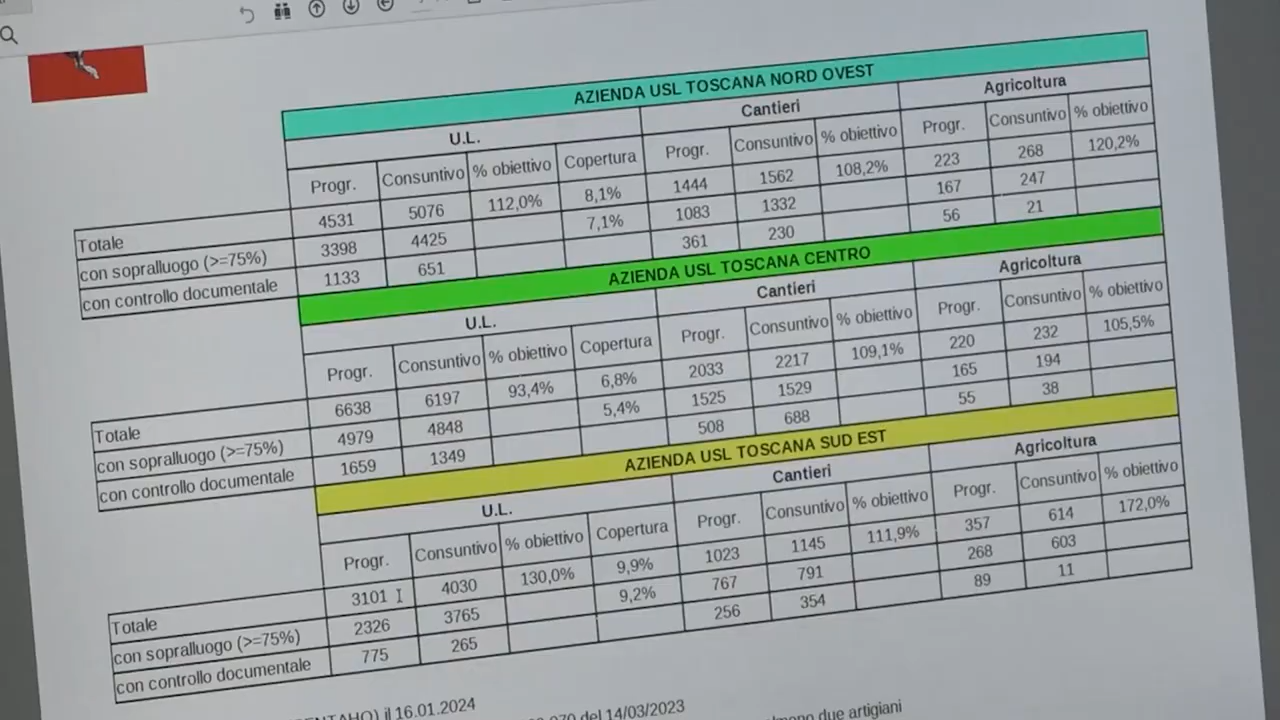 AZIENDA USL TOSCANA NORD OVEST
U.L. Cantieri Agricoltura
Progr. Consuntivo % obiettivo Copertura Progr. Consuntivo % obiettivo Progr. Consuntivo % obiettivo
Totale 4531 5076 112,0% 8,1% 1444 1562 108,2% 223 268 120,2%
con sopralluogo (>=75%) 3398 4425 7,1% 1083 1332 167 247
con controllo documentale 1133 651 361 230 56 21
AZIENDA USL TOSCANA CENTRO
U.L. Cantieri Agricoltura
Progr. Consuntivo % obiettivo Copertura Progr. Consuntivo % obiettivo Progr. Consuntivo % obiettivo
Totale 6638 6197 93,4% 6,8% 2033 2217 109,1% 220 232 105,5%
con sopralluogo (>=75%) 4979 4848 5,4% 1525 1529 165 194
con controllo documentale 1659 1349 508 688 55 38
AZIENDA USL TOSCANA SUD EST
U.L. Cantieri Agricoltura
Progr. Consuntivo % obiettivo Copertura Progr. Consuntivo % obiettivo Progr. Consuntivo % obiettivo
Totale 3101 4030 130,0% 9,9% 1023 1145 111,9% 357 614 172,0%
con sopralluogo (>=75%) 2326 3765 9,2% 767 791 268 603
con controllo documentale 775 265 256 354 89 11
il 16.01.2024
del 14/03/2023
due artigiani